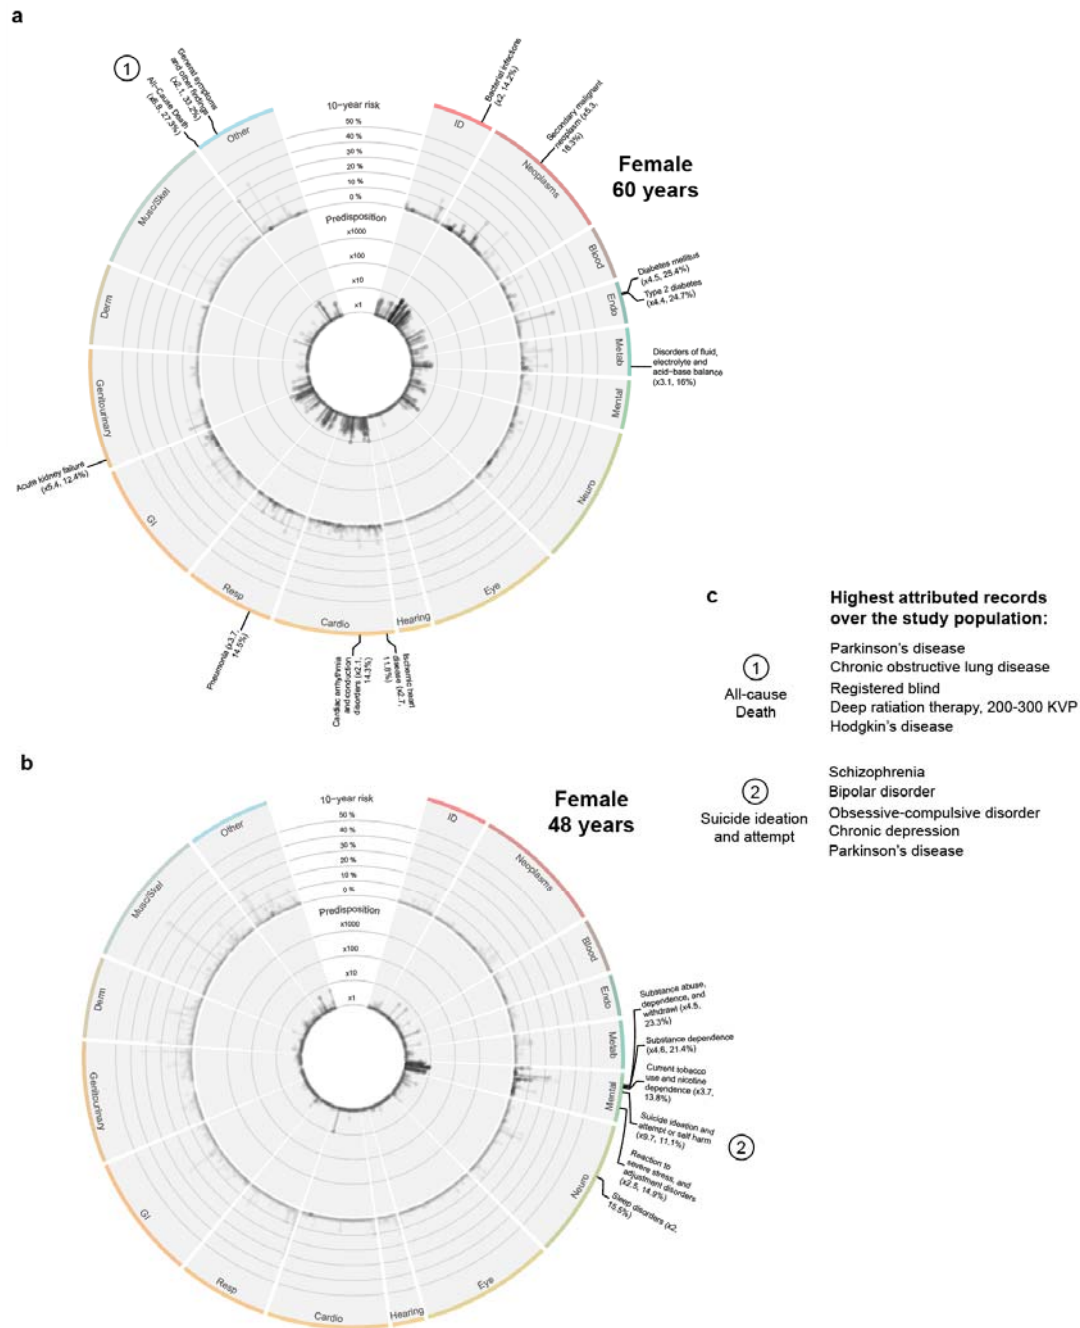 a
1
General symptoms
and other findings
(x2.1, 33.2%)
All-Cause Death
(x6.8, 27.3%)
Bacterial infections
(x2, 14.2%)
Secondary malignant
neoplasm (x5.3,
18.3%)
Female
60 years
10-year risk
50 %
40 %
30 %
20 %
10 %
0 %
Predisposition
x1000
x100
x10
x1
ID
Neoplasms
Blood
Endo
Metab
Mental
Neuro
Eye
Hearing
Cardio
Resp
GI
Genitourinary
Derm
Musc/Skel
Other
Diabetes mellitus
(x4.5, 25.4%)
Type 2 diabetes
(x4.4, 24.7%)
Disorders of fluid,
electrolyte and
acid-base balance
(x3.1, 16%)
Ischemic heart
disease (x2.7,
11.8%)
Cardiac arrhythmia
and conduction
disorders (x2.1,
14.3%)
Pneumonia (x3.7,
14.5%)
Acute kidney failure
(x5.4, 12.4%)
b
Female
48 years
10-year risk
50 %
40 %
30 %
20 %
10 %
0 %
Predisposition
x1000
x100
x10
x1
ID
Neoplasms
Blood
Endo
Metab
Mental
Neuro
Eye
Hearing
Cardio
Resp
GI
Genitourinary
Derm
Musc/Skel
Other
Substance abuse,
dependence, and
withdrawl (x4.5,
23.3%)
Substance dependence
(x4.6, 21.4%)
Current tobacco
use and nicotine
dependence (x3.7,
13.8%)
Suicide ideation and
attempt or self harm
(x9.7, 11.1%)
2
Reaction to
severe stress, and
adjustment disorders
(x2.5, 14.9%)
Sleep disorders (x2,
15.5%)
c
Highest attributed records
over the study population:
1
All-cause
Death
Parkinson's disease
Chronic obstructive lung disease
Registered blind
Deep ratiation therapy, 200-300 KVP
Hodgkin's disease
2
Suicide ideation
and attempt
Schizophrenia
Bipolar disorder
Obsessive-compulsive disorder
Chronic depression
Parkinson's disease